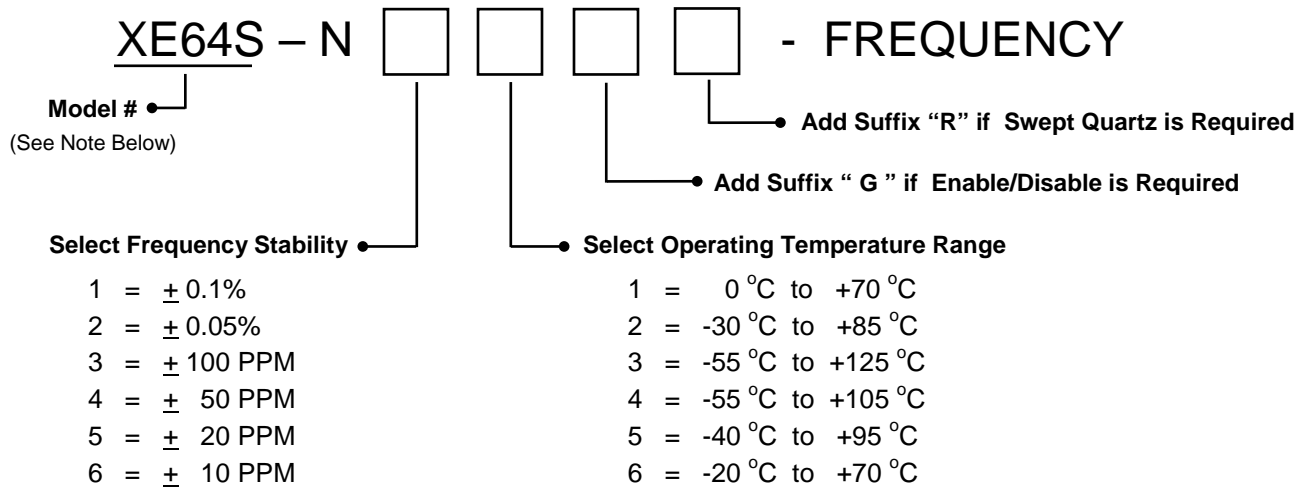 XE64S – N - FREQUENCY
Model #
(See Note Below)
Add Suffix “R” if Swept Quartz is Required
Add Suffix “ G ” if Enable/Disable is Required
Select Frequency Stability
1 = ± 0.1%
2 = ± 0.05%
3 = ± 100 PPM
4 = ± 50 PPM
5 = ± 20 PPM
6 = ± 10 PPM
Select Operating Temperature Range
1 = 0 °C to +70 °C
2 = -30 °C to +85 °C
3 = -55 °C to +125 °C
4 = -55 °C to +105 °C
5 = -40 °C to +95 °C
6 = -20 °C to +70 °C